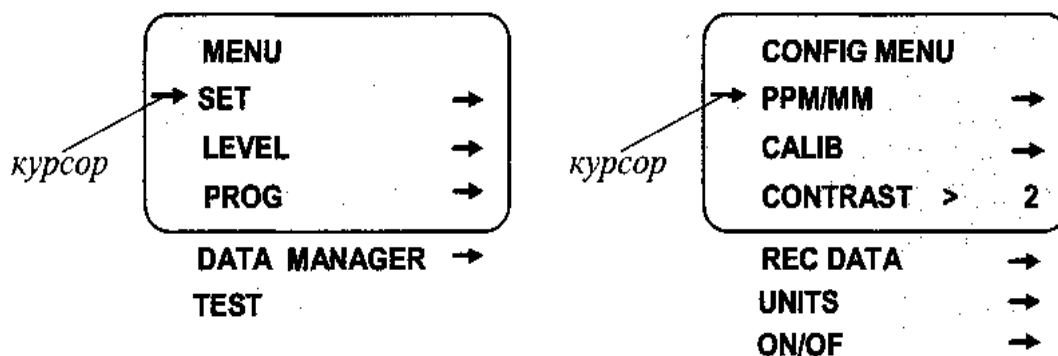 MENU
курсор → SET →
LEVEL →
PROG →
DATA MANAGER →
TEST
CONFIG MENU
курсор → PPM/MM →
CALIB →
CONTRAST > 2
REC DATA →
UNITS →
ON/OF →